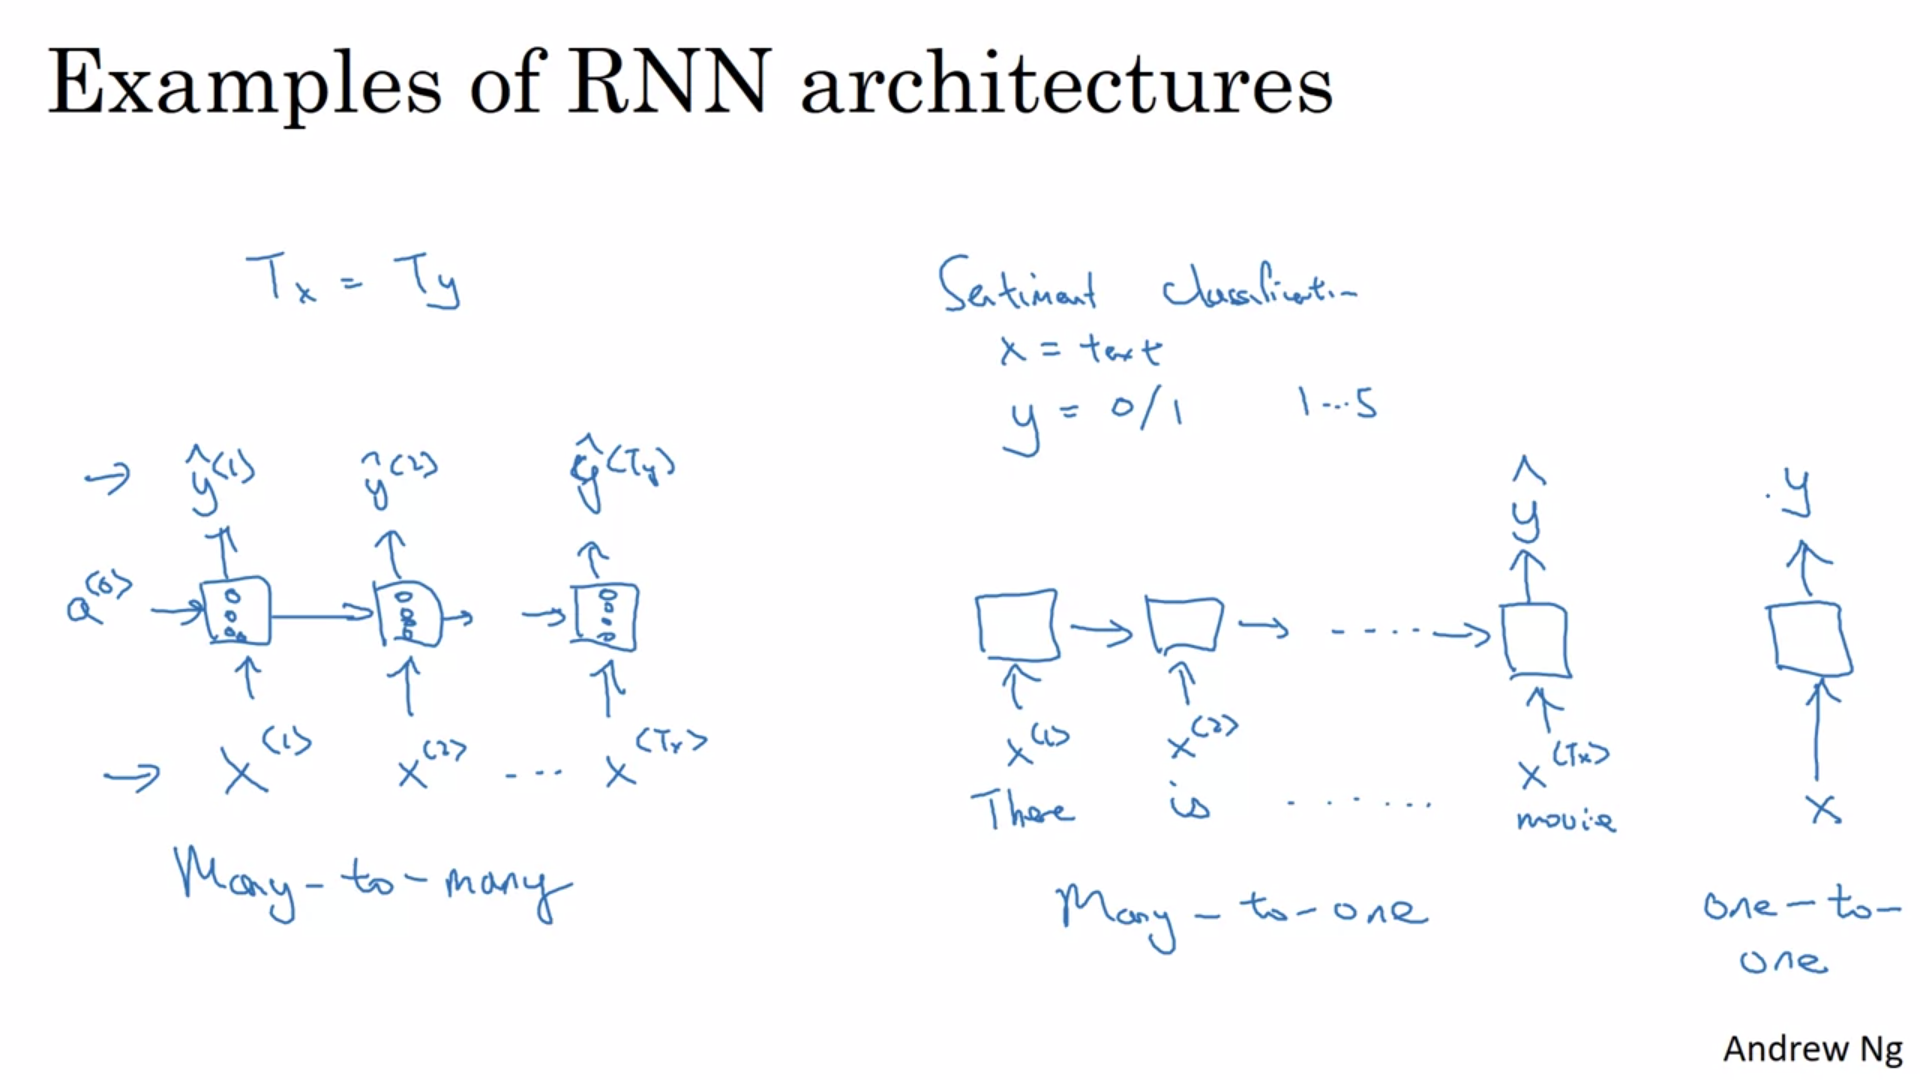 Examples of RNN architectures
Tx = Ty
Sentiment classification
x = text
y = 0/1 1...5
ŷ<1> ŷ<2> ŷ<Ty>
ŷ
y
a<0>
x<1> x<2> ... x<Tx>
x<1> x<2> x<Tx>
There is ....... movie
x
Many-to-many
Many-to-one
one-to-
one
Andrew Ng